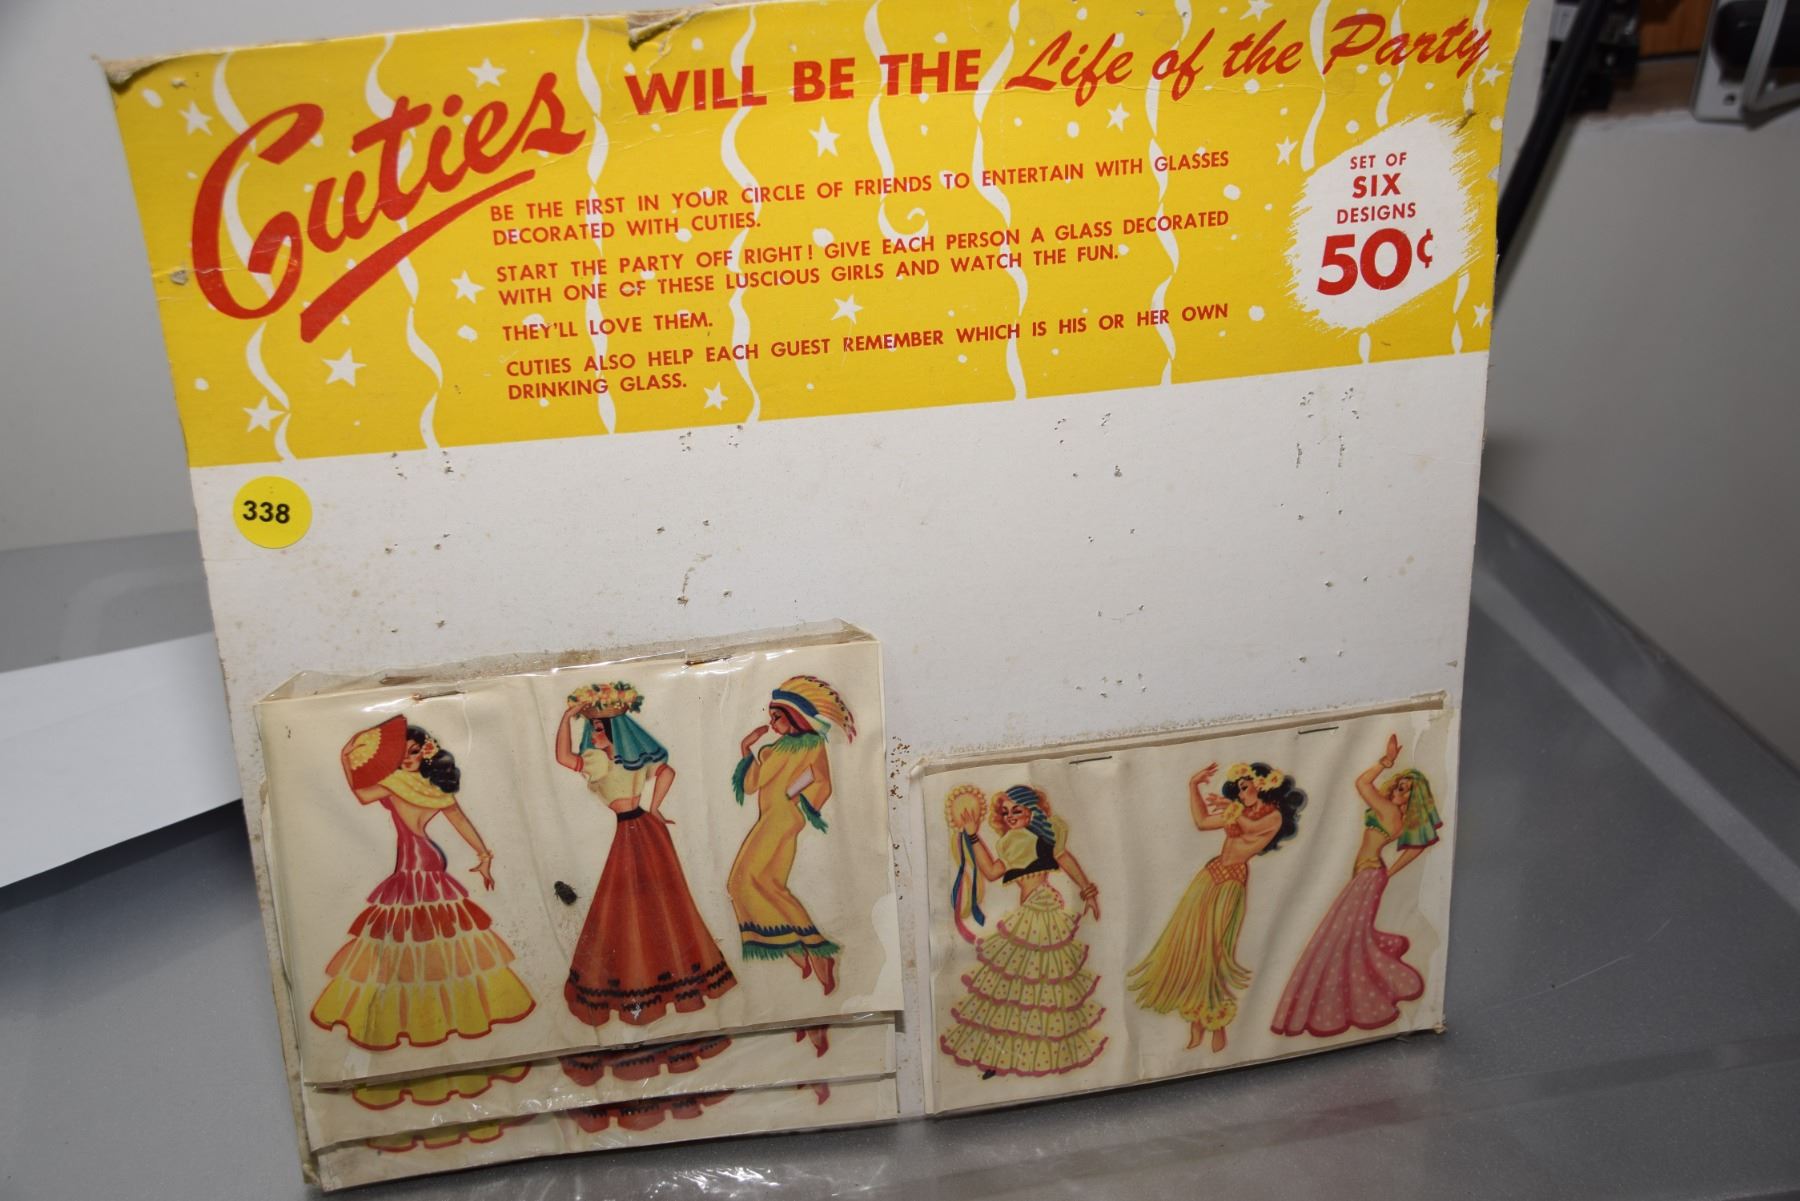 Cuties WILL BE THE Life of the Party
BE THE FIRST IN YOUR CIRCLE OF FRIENDS TO ENTERTAIN WITH GLASSES
DECORATED WITH CUTIES.
START THE PARTY OFF RIGHT! GIVE EACH PERSON A GLASS DECORATED
WITH ONE OF THESE LUSCIOUS GIRLS AND WATCH THE FUN.
THEY'LL LOVE THEM.
CUTIES ALSO HELP EACH GUEST REMEMBER WHICH IS HIS OR HER OWN
DRINKING GLASS.
SET OF
SIX
DESIGNS
50¢
338